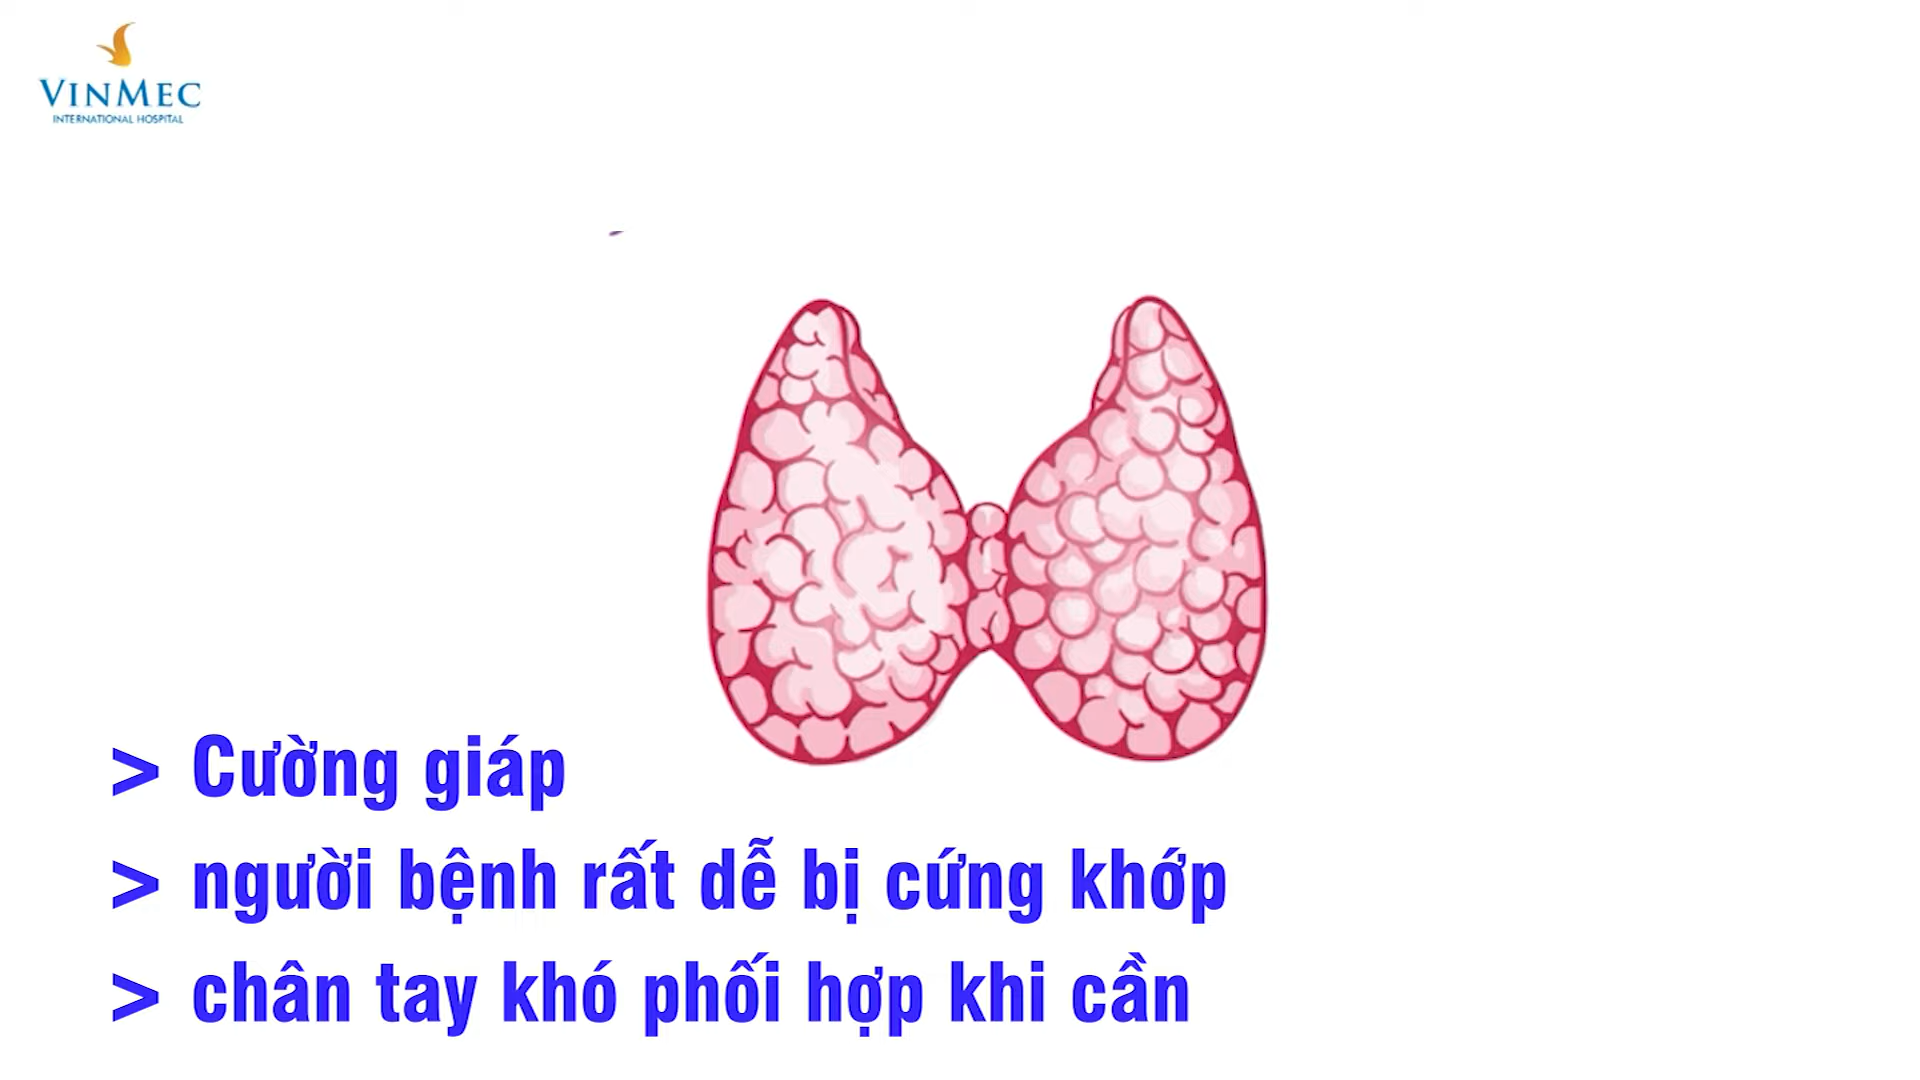 VINMEC
INTERNATIONAL HOSPITAL
> Cường giáp
> người bệnh rất dễ bị cứng khớp
> chân tay khó phối hợp khi cần